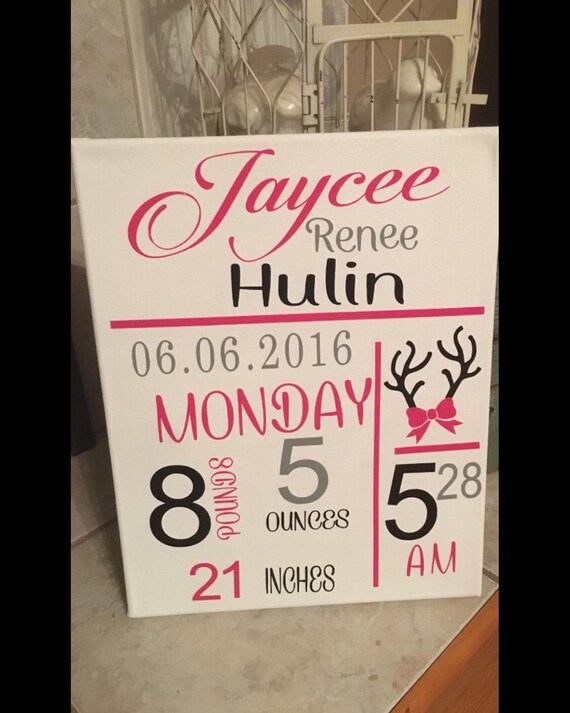 Jaycee
Renee
Hulin
06.06.2016
MONDAY
8 POUNDS
5 OUNCES
21 INCHES
5 28
AM